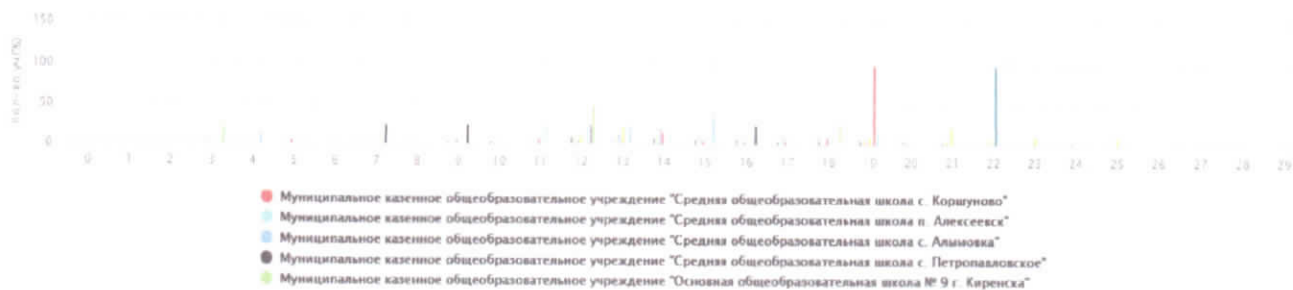 150
100
50
0
0 1 2 3 4 5 6 7 8 9 10 11 12 13 14 15 16 17 18 19 20 21 22 23 24 25 26 27 28 29
Муниципальное казенное общеобразовательное учреждение "Средняя общеобразовательная школа с. Коршуново"
Муниципальное казенное общеобразовательное учреждение "Средняя общеобразовательная школа п. Алексеевск"
Муниципальное казенное общеобразовательное учреждение "Средняя общеобразовательная школа с. Алымовка"
Муниципальное казенное общеобразовательное учреждение "Средняя общеобразовательная школа с. Петропавловское"
Муниципальное казенное общеобразовательное учреждение "Основная общеобразовательная школа № 9 г. Киренска"